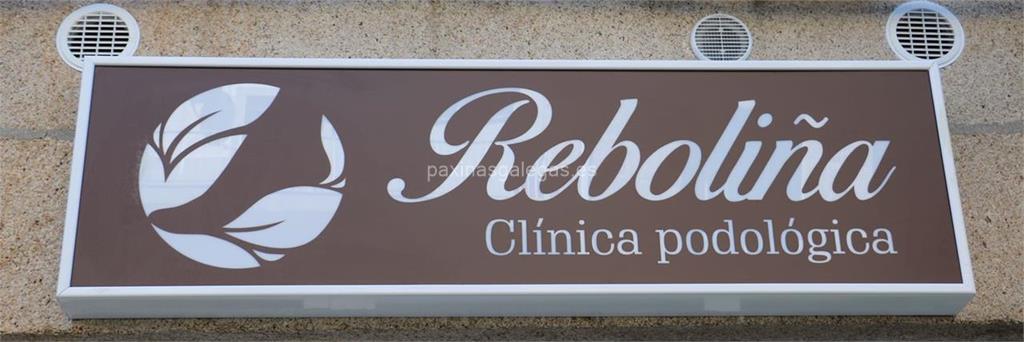 Reboliña
paxinasgalegas.es
Clínica podológica